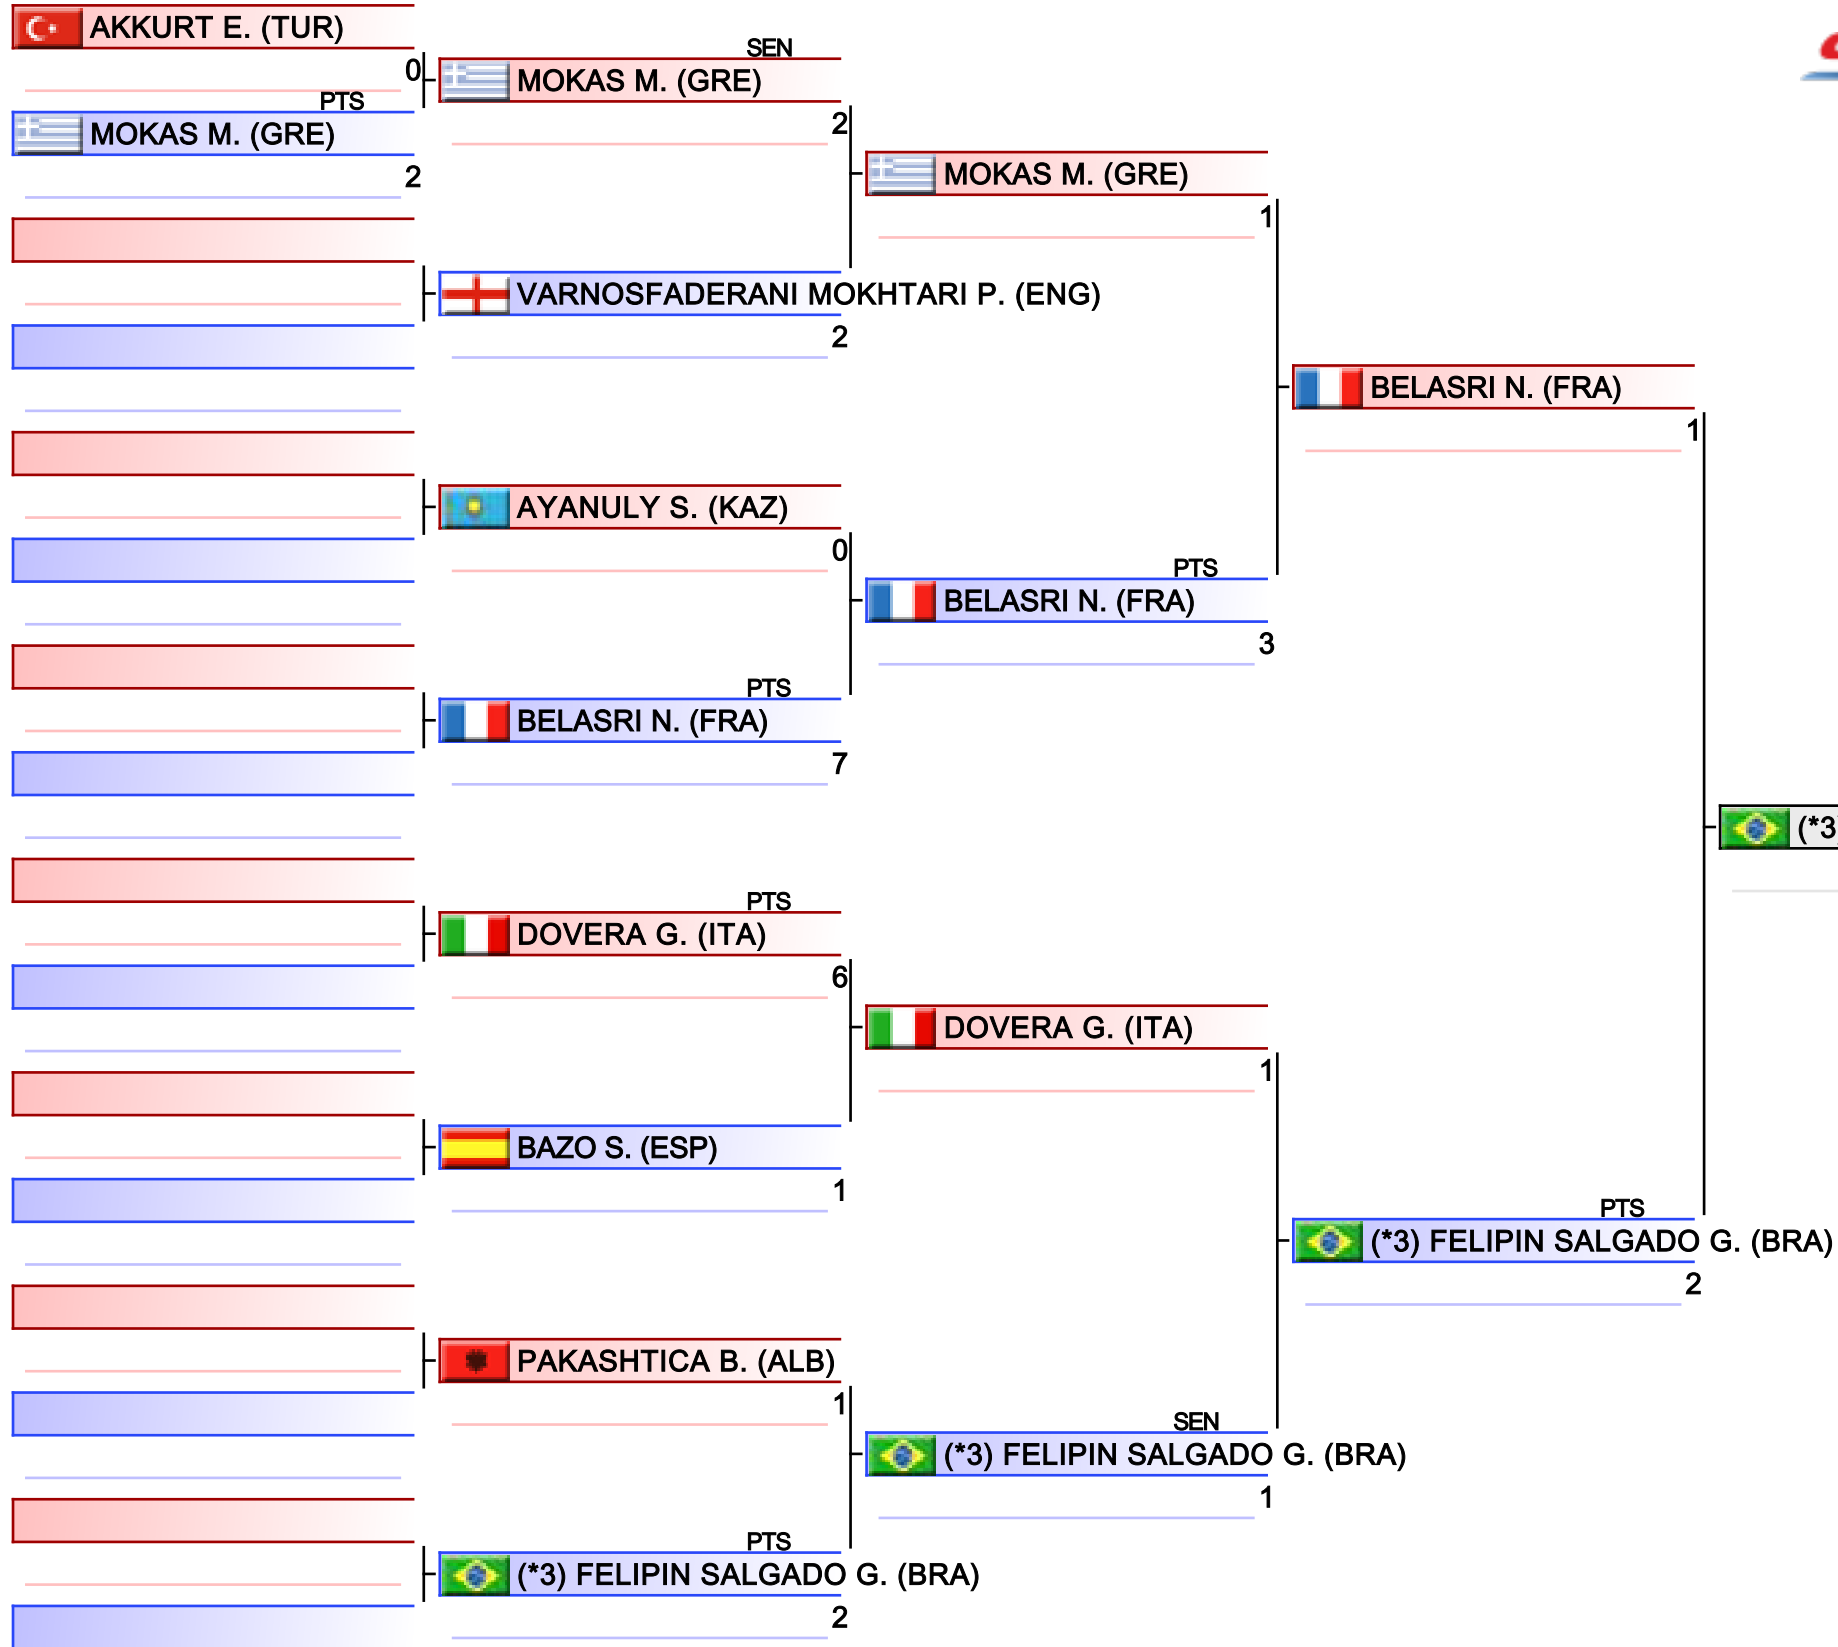 AKKURT E. (TUR)
0
PTS
MOKAS M. (GRE)
2
SEN
MOKAS M. (GRE)
2
VARNOSFADERANI MOKHTARI P. (ENG)
2
AYANULY S. (KAZ)
0
PTS
BELASRI N. (FRA)
7
PTS
DOVERA G. (ITA)
6
BAZO S. (ESP)
1
PAKASHTICA B. (ALB)
1
PTS
(*3) FELIPIN SALGADO G. (BRA)
2
MOKAS M. (GRE)
1
PTS
BELASRI N. (FRA)
3
DOVERA G. (ITA)
1
SEN
(*3) FELIPIN SALGADO G. (BRA)
1
BELASRI N. (FRA)
1
PTS
(*3) FELIPIN SALGADO G. (BRA)
2
(*3